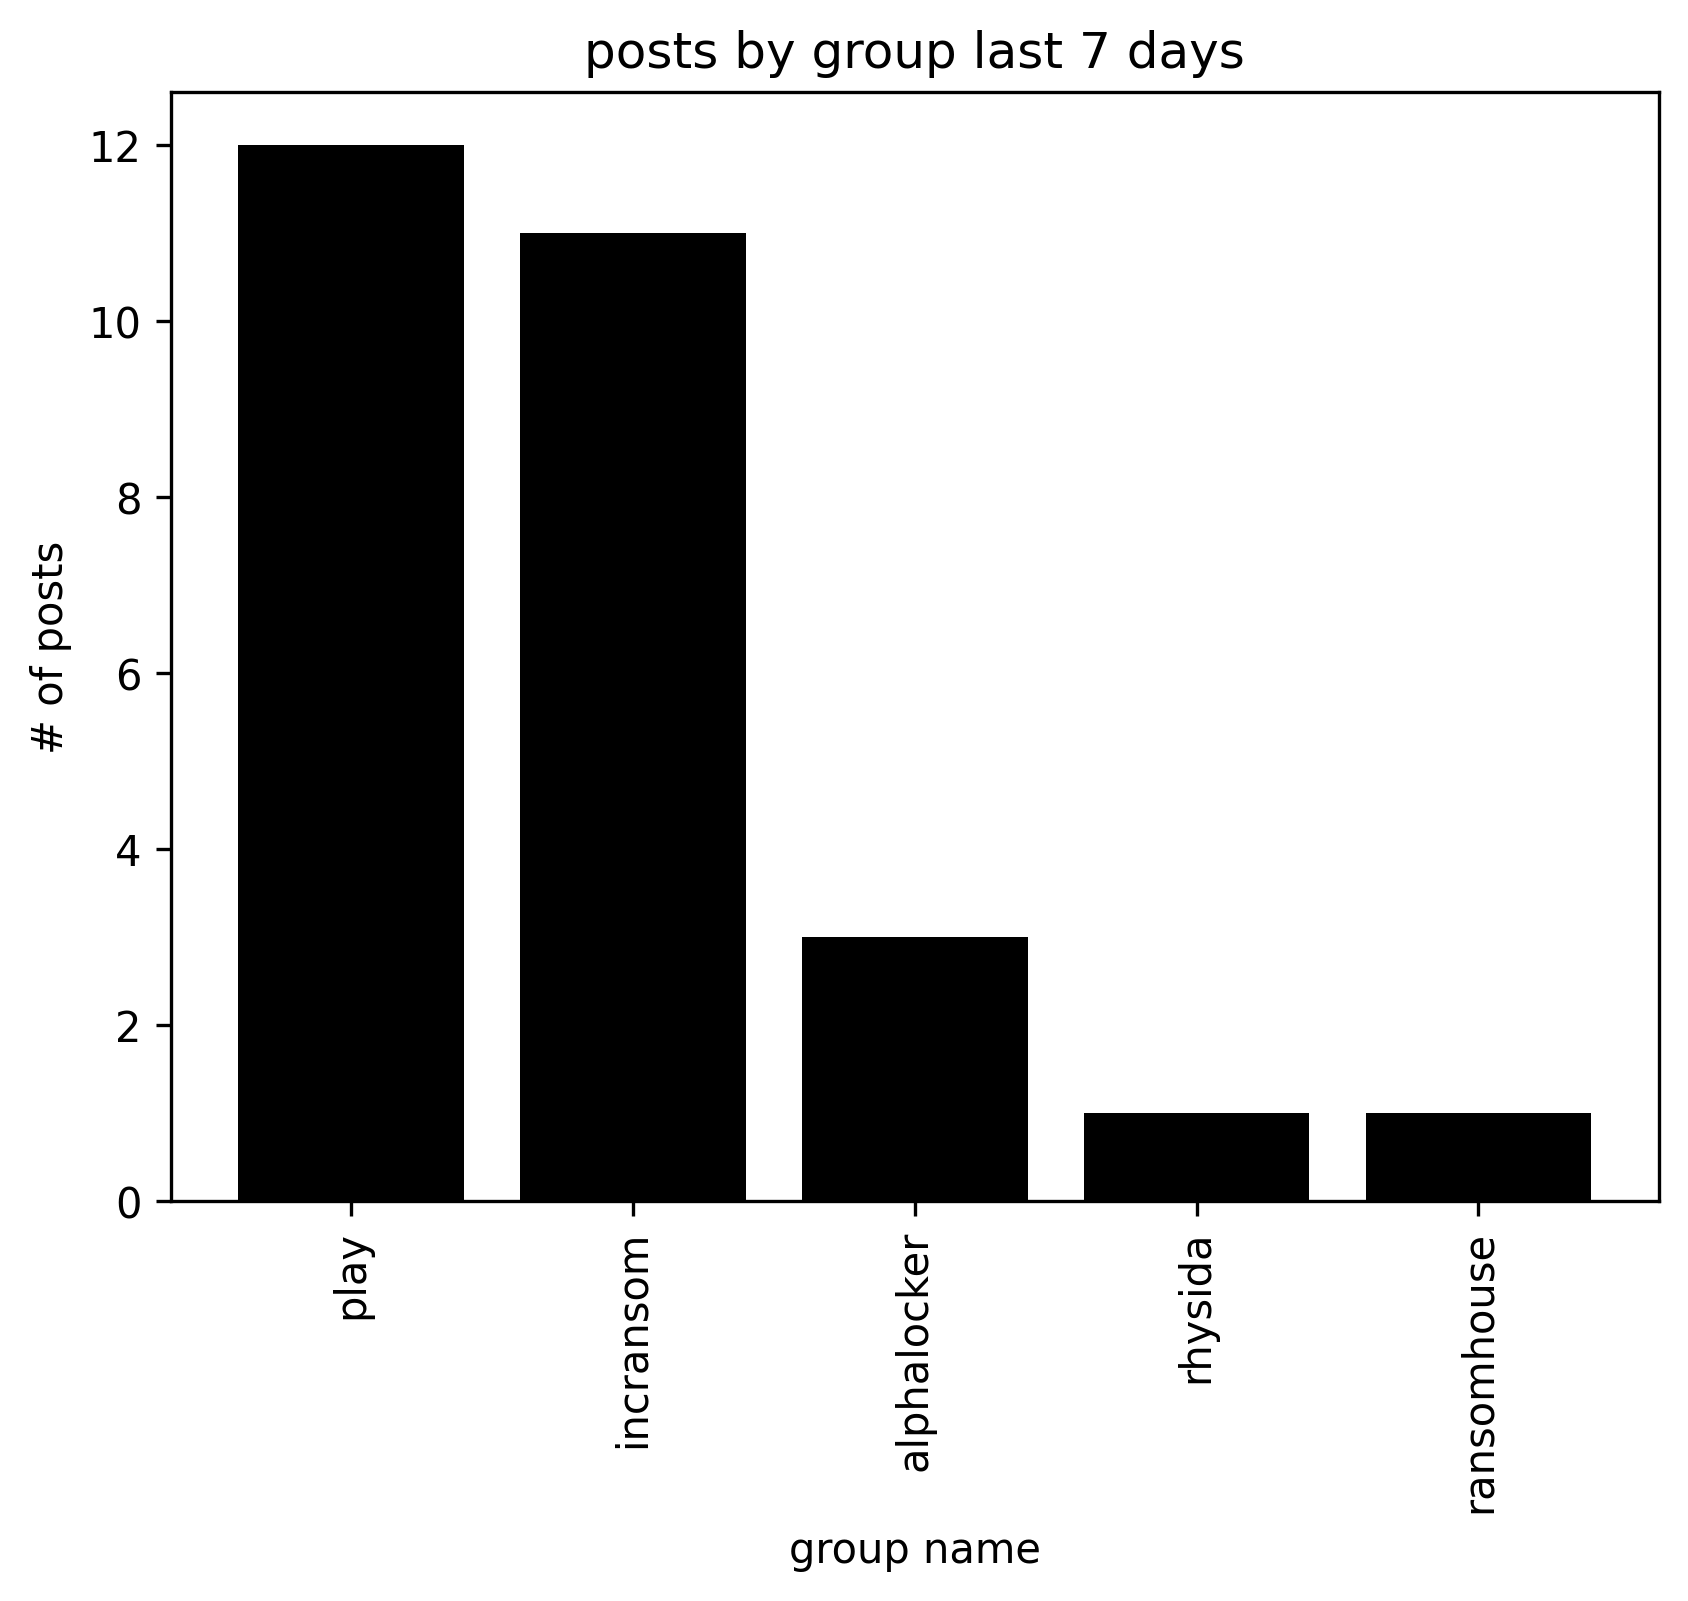 posts by group last 7 days
12
10
8
6
4
2
0
# of posts
play
incransom
alphalocker
rhysida
ransomhouse
group name